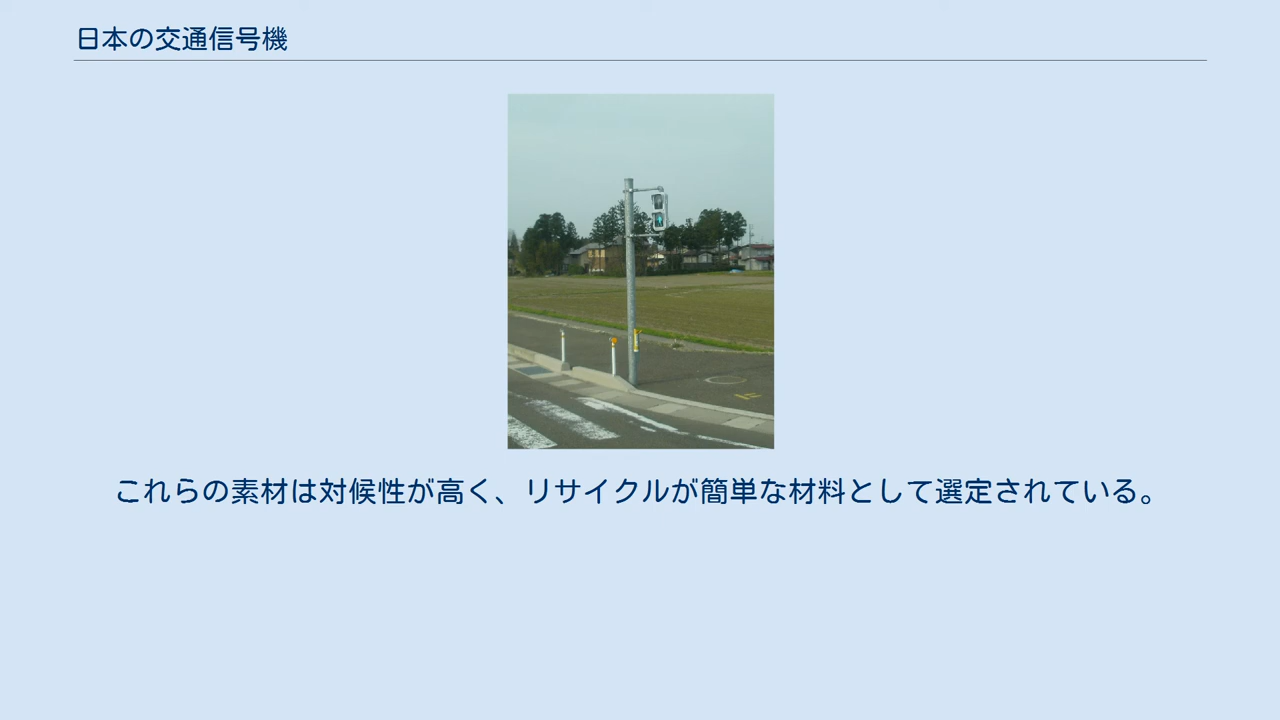 日本の交通信号機
これらの素材は対候性が高く、リサイクルが簡単な材料として選定されている。